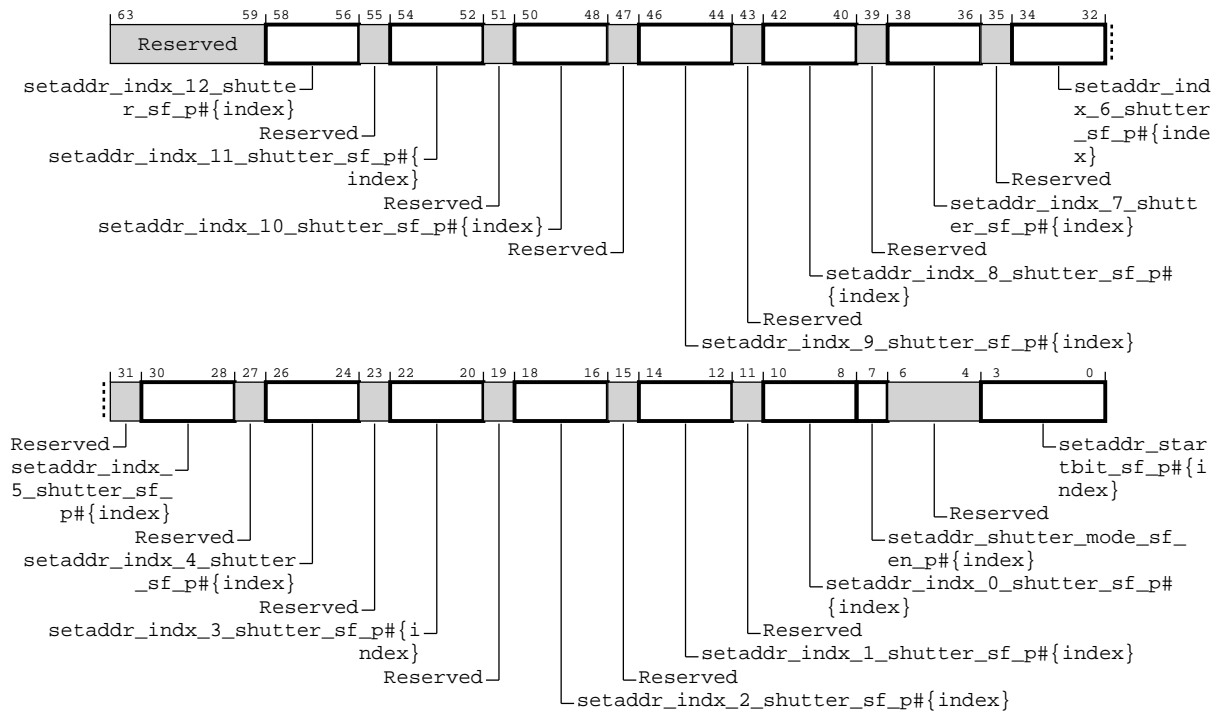 63 59 58 56 55 54 52 51 50 48 47 46 44 43 42 40 39 38 36 35 34 32
Reserved
setaddr_indx_12_shutte
r_sf_p#{index}
Reserved
setaddr_indx_11_shutter_sf_p#{
index}
Reserved
setaddr_indx_10_shutter_sf_p#{index}
Reserved
setaddr_ind
x_6_shutter
_sf_p#{inde
x}
Reserved
setaddr_indx_7_shutt
er_sf_p#{index}
Reserved
setaddr_indx_8_shutter_sf_p#
{index}
Reserved
setaddr_indx_9_shutter_sf_p#{index}
31 30 28 27 26 24 23 22 20 19 18 16 15 14 12 11 10 8 7 6 4 3 0
Reserved
setaddr_indx_
5_shutter_sf_
p#{index}
Reserved
setaddr_indx_4_shutter
_sf_p#{index}
Reserved
setaddr_indx_3_shutter_sf_p#{i
ndex}
Reserved
setaddr_star
tbit_sf_p#{i
ndex}
Reserved
setaddr_shutter_mode_sf_
en_p#{index}
setaddr_indx_0_shutter_sf_p#
{index}
Reserved
setaddr_indx_1_shutter_sf_p#{index}
Reserved
setaddr_indx_2_shutter_sf_p#{index}